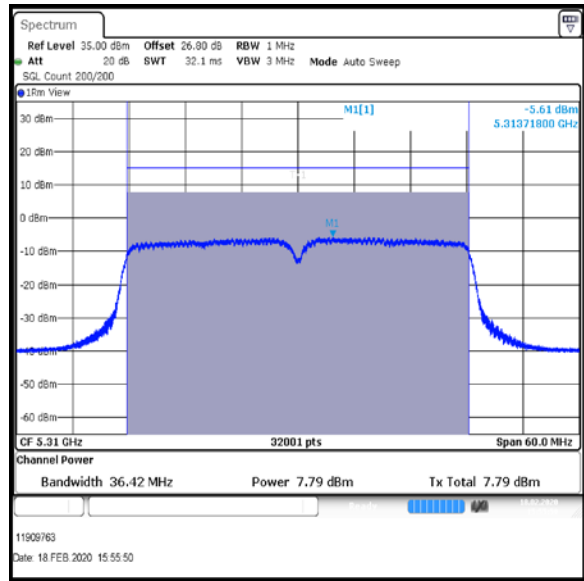 Spectrum
Ref Level 35.00 dBm Offset 26.80 dB RBW 1 MHz
Att 20 dB SWT 32.1 ms VBW 3 MHz Mode Auto Sweep
SGL Count 200/200
1Rm View
M1[1] -5.61 dBm
5.31371800 GHz
30 dBm
20 dBm
10 dBm
0 dBm
M1
-10 dBm
-20 dBm
-30 dBm
-40 dBm
-50 dBm
-60 dBm
CF 5.31 GHz 32001 pts Span 60.0 MHz
Channel Power
Bandwidth 36.42 MHz Power 7.79 dBm Tx Total 7.79 dBm
11909763
Date: 18.FEB.2020 15:55:50